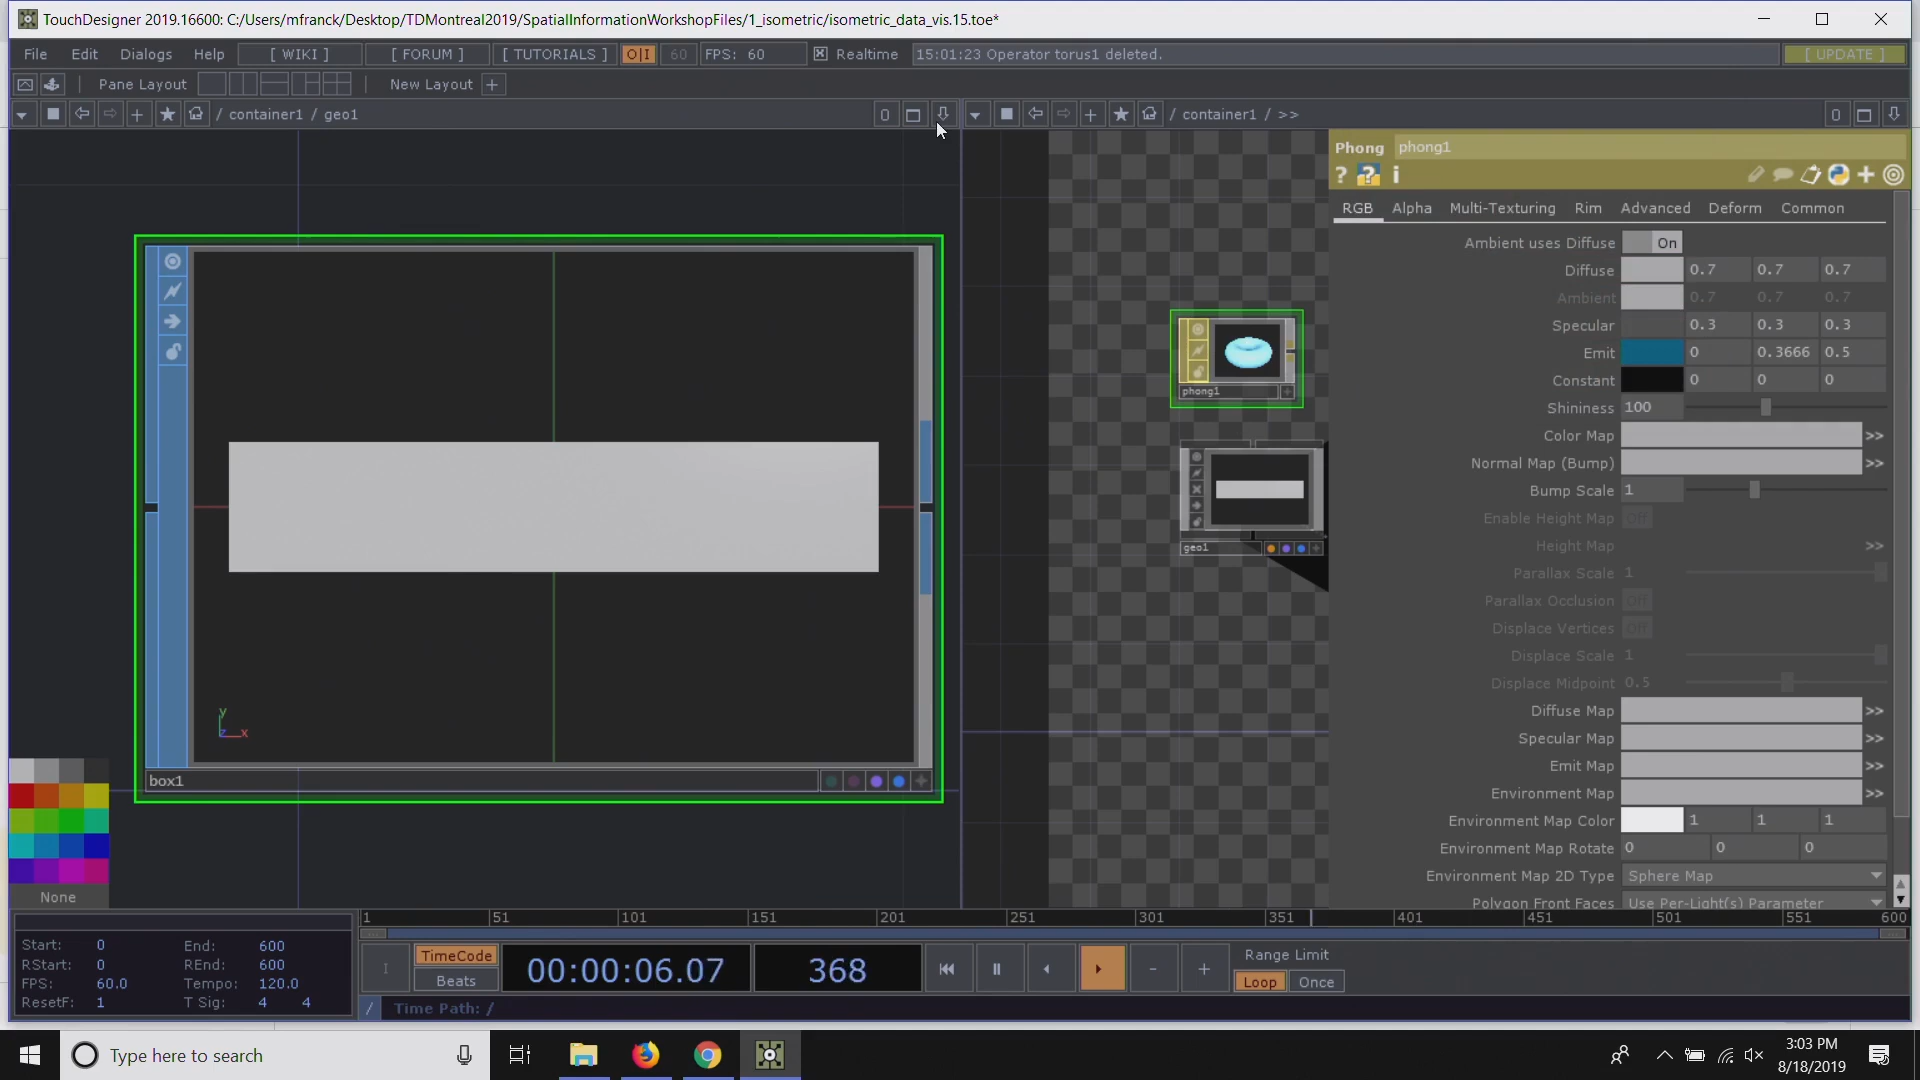 TouchDesigner 2019.16600: C:/Users/mfranck/Desktop/TDMontreal2019/SpatialInformationWorkshopFiles/1_isometric/isometric_data_vis.15.toe*
File Edit Dialogs Help [ WIKI ] [ FORUM ] [ TUTORIALS ] O|I 60 FPS: 60 Realtime 15:01:23 Operator torus1 deleted. [ UPDATE ]
Pane Layout New Layout +
/ container1 / geo1
/ container1 / >>
Phong phong1
? ? i
RGB Alpha Multi-Texturing Rim Advanced Deform Common
Ambient uses Diffuse On
Diffuse 0.7 0.7 0.7
Ambient 0.7 0.7 0.7
Specular 0.3 0.3 0.3
Emit 0 0.3666 0.5
Constant 0 0 0
Shininess 100
Color Map >>
Normal Map (Bump) >>
Bump Scale 1
Enable Height Map Off
Height Map >>
Parallax Scale 1
Parallax Occlusion Off
Displace Vertices Off
Displace Scale 1
Displace Midpoint 0.5
Diffuse Map >>
Specular Map >>
Emit Map >>
Environment Map >>
Environment Map Color 1 1 1
Environment Map Rotate 0 0 0
Environment Map 2D Type Sphere Map
Polygon Front Faces Use Per-Light(s) Parameter
phong1
geo1
y
z x
box1
None
1 51 101 151 201 251 301 351 401 451 501 551 600
Start: 0 End: 600
RStart: 0 REnd: 600
FPS: 60.0 Tempo: 120.0
ResetF: 1 T Sig: 4 4
TimeCode
Beats
00:00:06.07 368
- +
Range Limit
Loop Once
/ Time Path: /
Type here to search
3:03 PM
8/18/2019